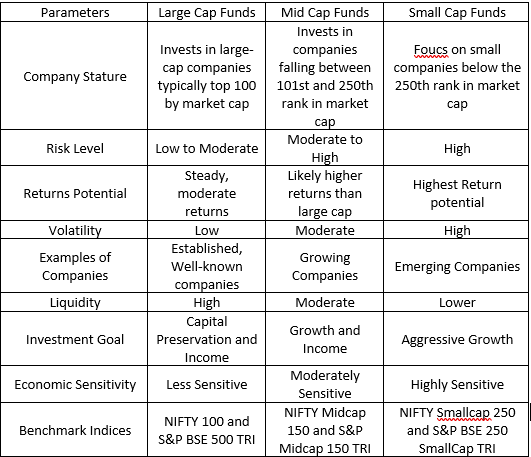 Parameters
Large Cap Funds
Mid Cap Funds
Small Cap Funds
Company Stature
Invests in large-
cap companies
typically top 100
by market cap
Invests in
companies
falling between
101st and 250th
rank in market
cap
Foucs on small
companies below the
250th rank in market
cap
Risk Level
Low to Moderate
Moderate to
High
High
Returns Potential
Steady,
moderate
returns
Likely higher
returns than
large cap
Highest Return
potential
Volatility
Low
Moderate
High
Examples of
Companies
Established,
Well-known
companies
Growing
Companies
Emerging Companies
Liquidity
High
Moderate
Lower
Investment Goal
Capital
Preservation and
Income
Growth and
Income
Aggressive Growth
Economic Sensitivity
Less Sensitive
Moderately
Sensitive
Highly Sensitive
Benchmark Indices
NIFTY 100 and
S&P BSE 500 TRI
NIFTY Midcap
150 and S&P
Midcap 150 TRI
NIFTY Smallcap 250
and S&P BSE 250
SmallCap TRI